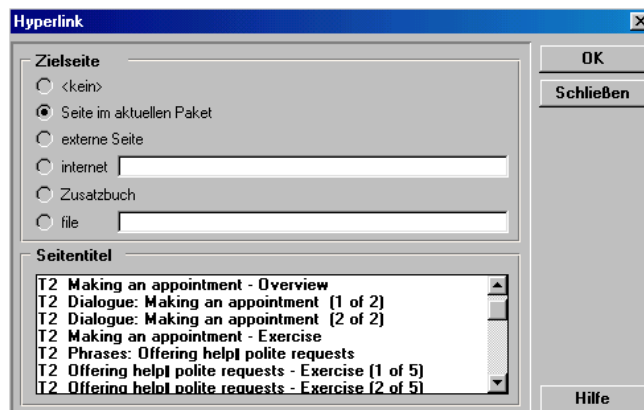 Hyperlink
Zielseite
<kein>
Seite im aktuellen Paket
externe Seite
internet
Zusatzbuch
file
OK
Schließen
Seitentitel
T2 Making an appointment - Overview
T2 Dialogue: Making an appointment (1 of 2)
T2 Dialogue: Making an appointment (2 of 2)
T2 Making an appointment - Exercise
T2 Phrases: Offering help| polite requests
T2 Offering help| polite requests - Exercise (1 of 5)
T2 Offering help| polite requests - Exercise (2 of 5)
Hilfe